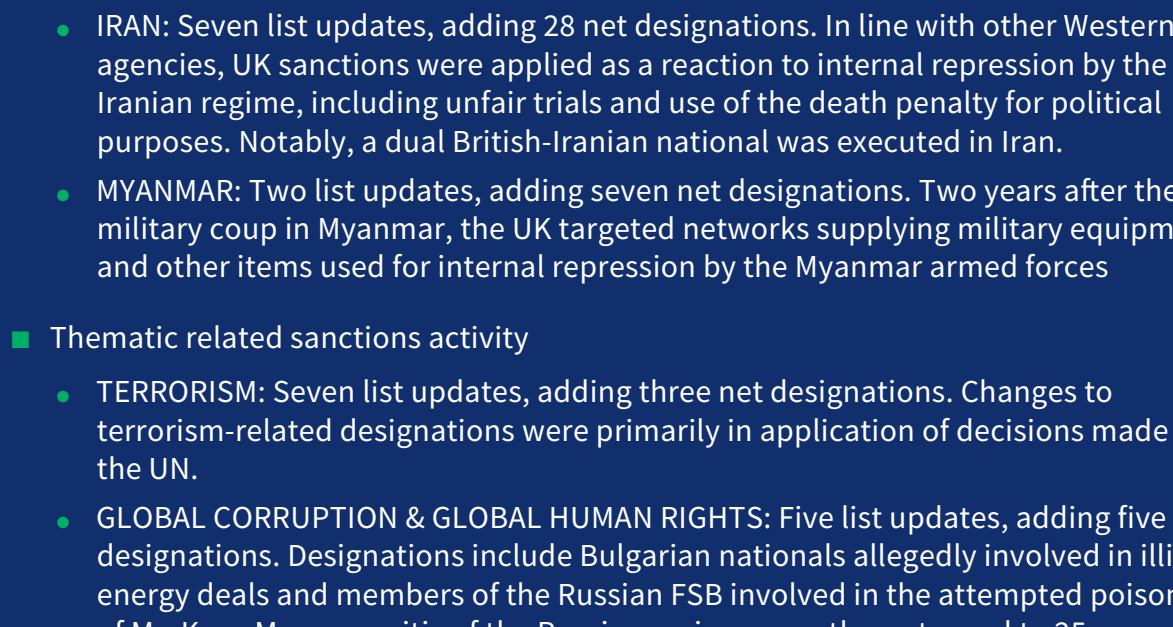 IRAN: Seven list updates, adding 28 net designations. In line with other Western
agencies, UK sanctions were applied as a reaction to internal repression by the
Iranian regime, including unfair trials and use of the death penalty for political
purposes. Notably, a dual British-Iranian national was executed in Iran.
MYANMAR: Two list updates, adding seven net designations. Two years after the
military coup in Myanmar, the UK targeted networks supplying military equipm
and other items used for internal repression by the Myanmar armed forces
Thematic related sanctions activity
TERRORISM: Seven list updates, adding three net designations. Changes to
terrorism-related designations were primarily in application of decisions made
the UN.
GLOBAL CORRUPTION & GLOBAL HUMAN RIGHTS: Five list updates, adding five
designations. Designations include Bulgarian nationals allegedly involved in illi
energy deals and members of the Russian FSB involved in the attempted poison